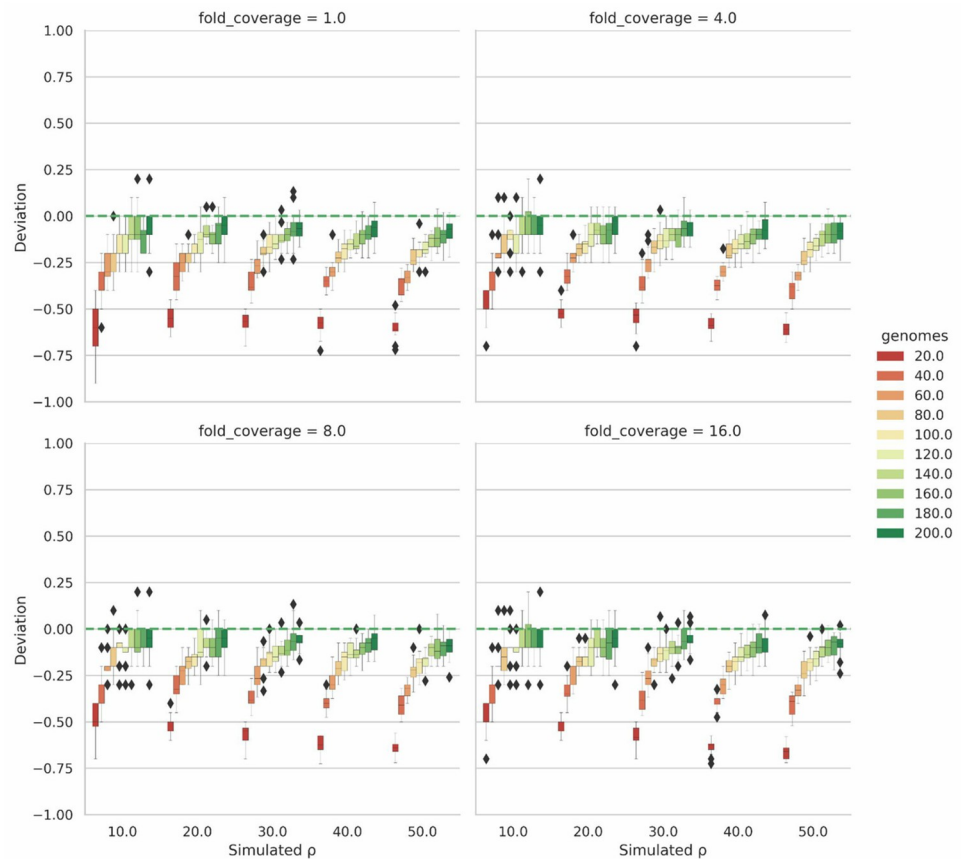 fold_coverage = 1.0
fold_coverage = 4.0
1.00
0.75
0.50
0.25
0.00
−0.25
−0.50
−0.75
−1.00
Deviation
fold_coverage = 8.0
fold_coverage = 16.0
1.00
0.75
0.50
0.25
0.00
−0.25
−0.50
−0.75
−1.00
Deviation
10.0 20.0 30.0 40.0 50.0
Simulated ρ
10.0 20.0 30.0 40.0 50.0
Simulated ρ
genomes
20.0
40.0
60.0
80.0
100.0
120.0
140.0
160.0
180.0
200.0